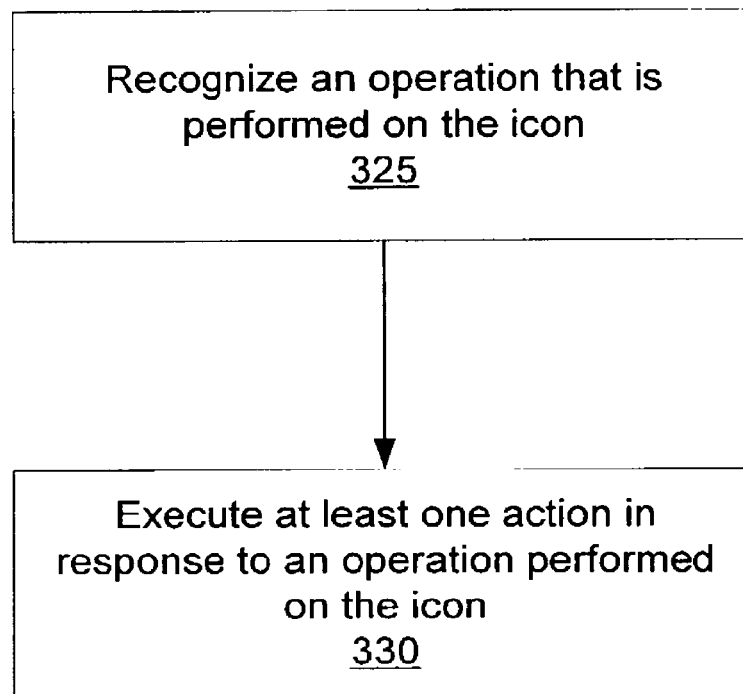 Recognize an operation that is
performed on the icon
325
Execute at least one action in
response to an operation performed
on the icon
330